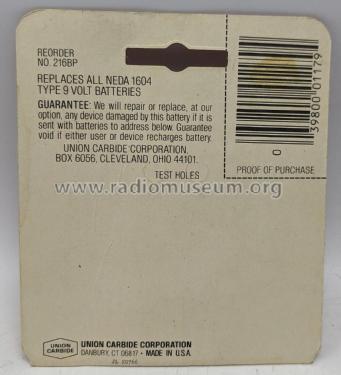 REORDER
NO. 216BP
REPLACES ALL NEDA 1604
TYPE 9 VOLT BATTERIES
GUARANTEE: We will repair or replace, at our
option, any device damaged by this battery if it is
sent with batteries to address below. Guarantee
void if either user or device recharges battery.
UNION CARBIDE CORPORATION,
BOX 6056, CLEVELAND, OHIO 44101.
TEST HOLES
39800 01179
0
PROOF OF PURCHASE
www.radiomuseum.org
UNION
CARBIDE
UNION CARBIDE CORPORATION
DANBURY, CT 06817 • MADE IN U.S.A.